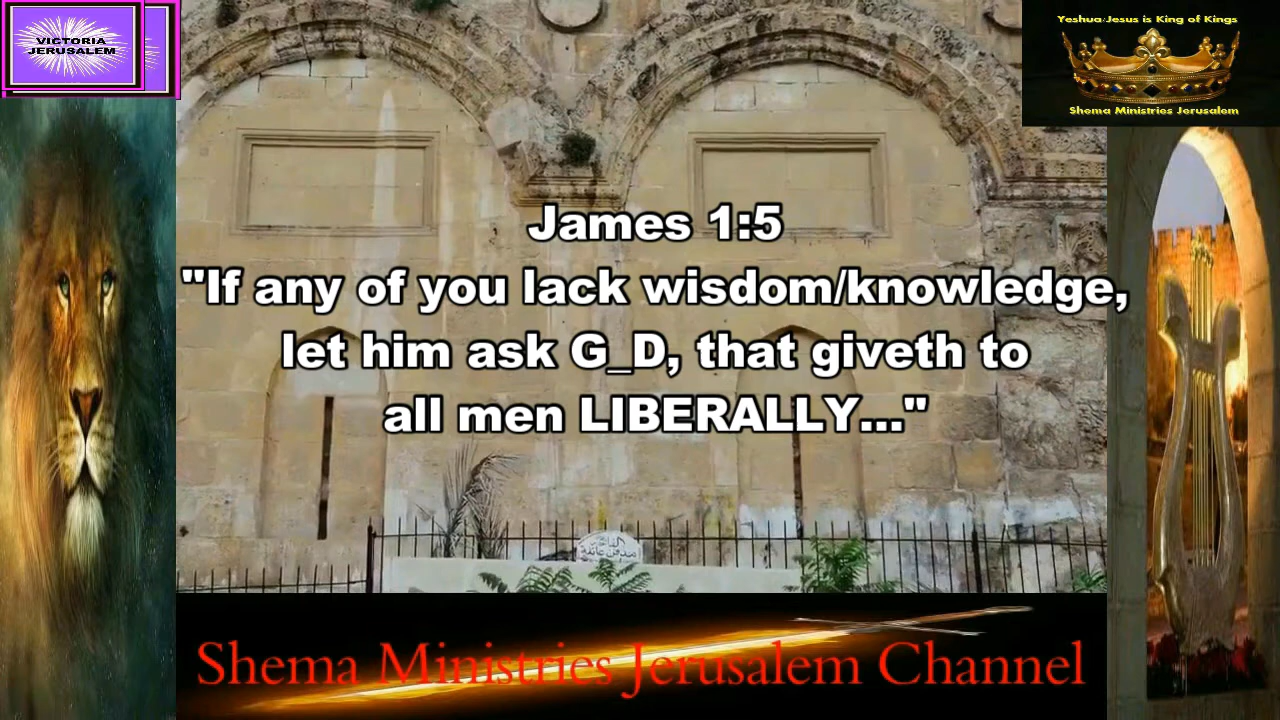 VICTORIA
JERUSALEM
Yeshua/Jesus is King of Kings
Shema Ministries Jerusalem
James 1:5
"If any of you lack wisdom/knowledge,
let him ask G_D, that giveth to
all men LIBERALLY..."
Shema Ministries Jerusalem Channel